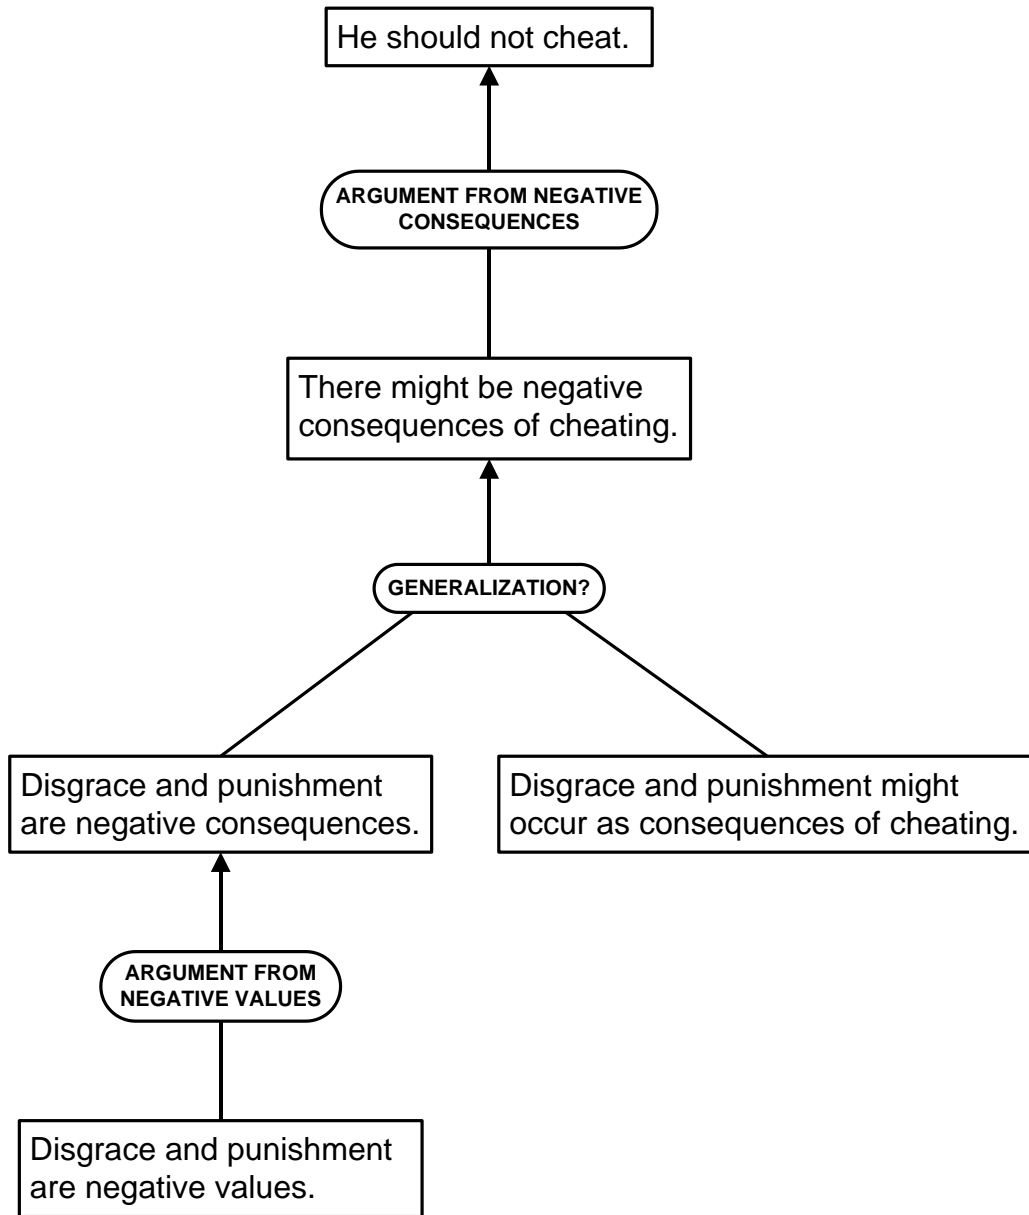 He should not cheat.
ARGUMENT FROM NEGATIVE
CONSEQUENCES
There might be negative
consequences of cheating.
GENERALIZATION?
Disgrace and punishment
are negative consequences.
Disgrace and punishment might
occur as consequences of cheating.
ARGUMENT FROM
NEGATIVE VALUES
Disgrace and punishment
are negative values.